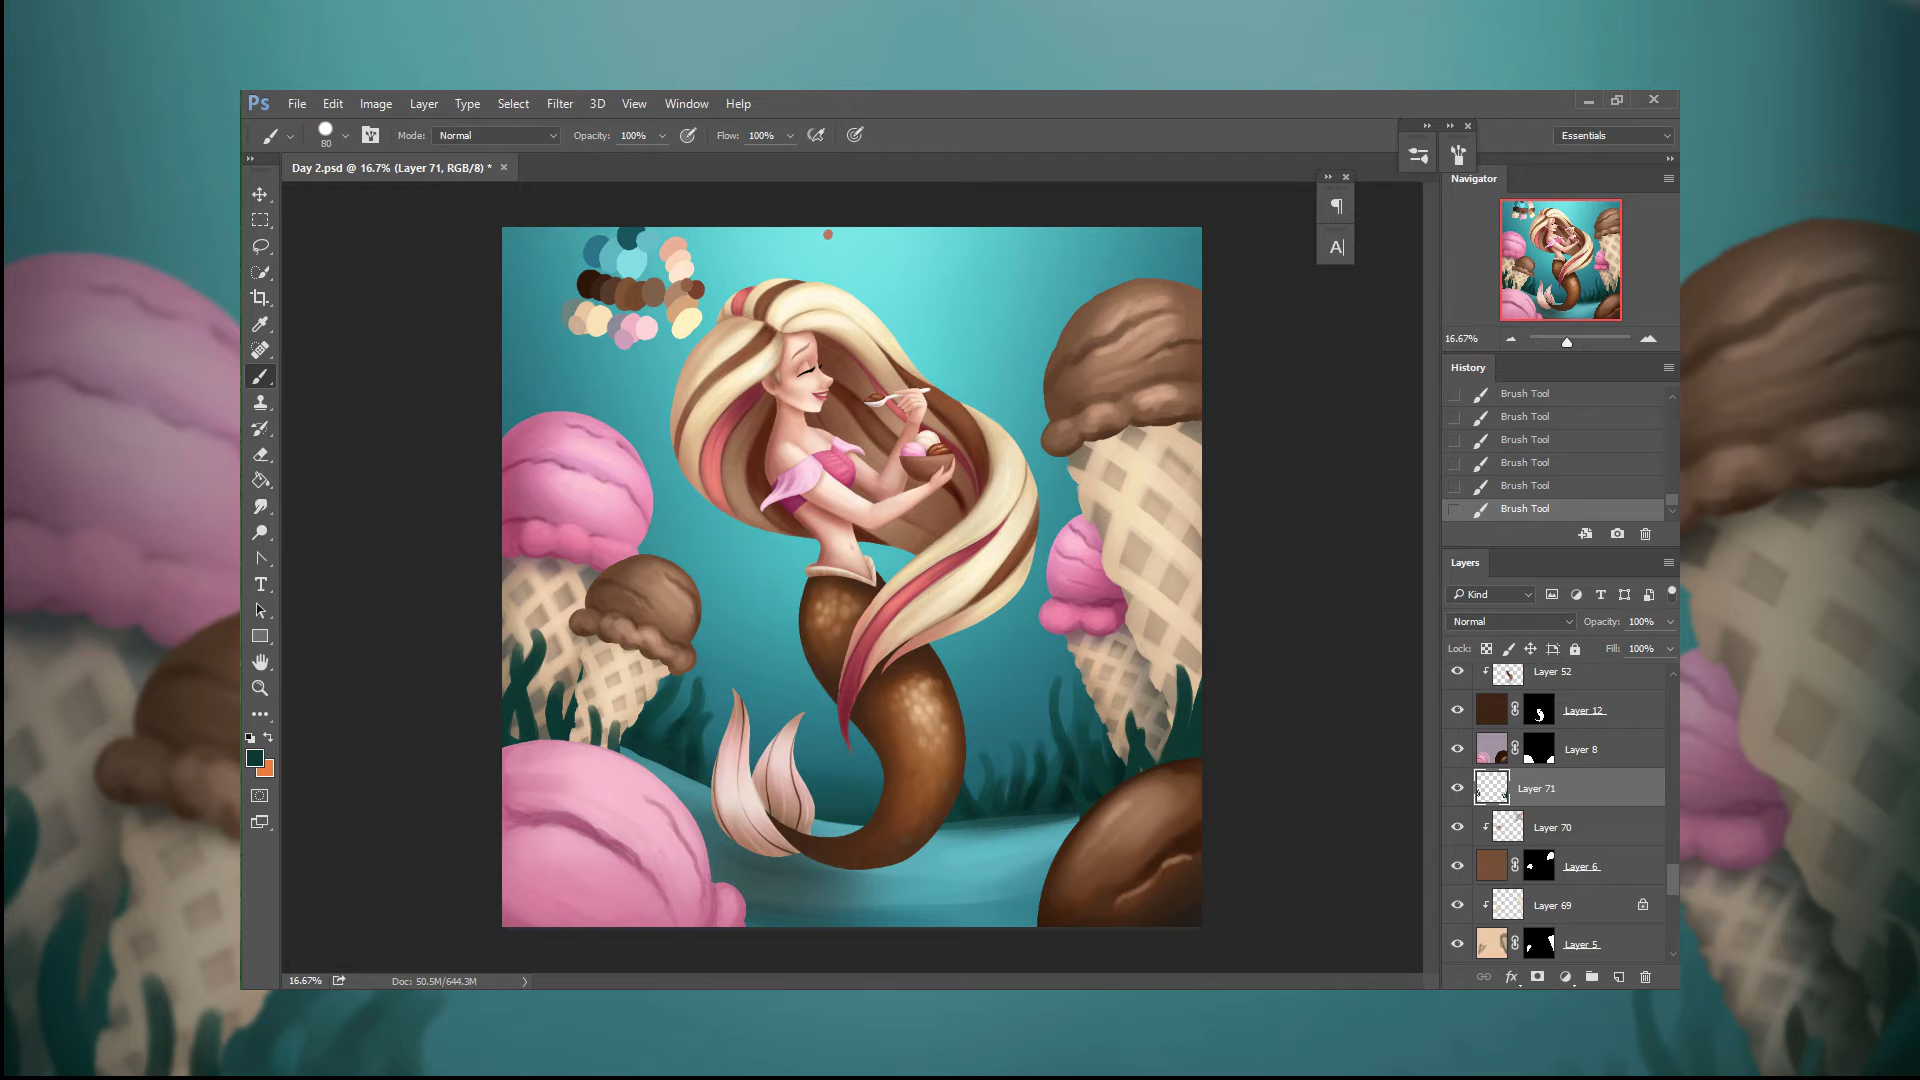 Ps File Edit Image Layer Type Select Filter 3D View Window Help
80 Mode: Normal Opacity: 100% Flow: 100% Essentials
Day 2.psd @ 16.7% (Layer 71, RGB/8) *
Navigator
16.67%
History
Brush Tool
Brush Tool
Brush Tool
Brush Tool
Brush Tool
Brush Tool
Layers
Kind
Normal Opacity: 100%
Lock: Fill: 100%
Layer 52
Layer 12
Layer 8
Layer 71
Layer 70
Layer 6
Layer 69
Layer 5
fx
16.67% Doc: 50.5M/644.3M